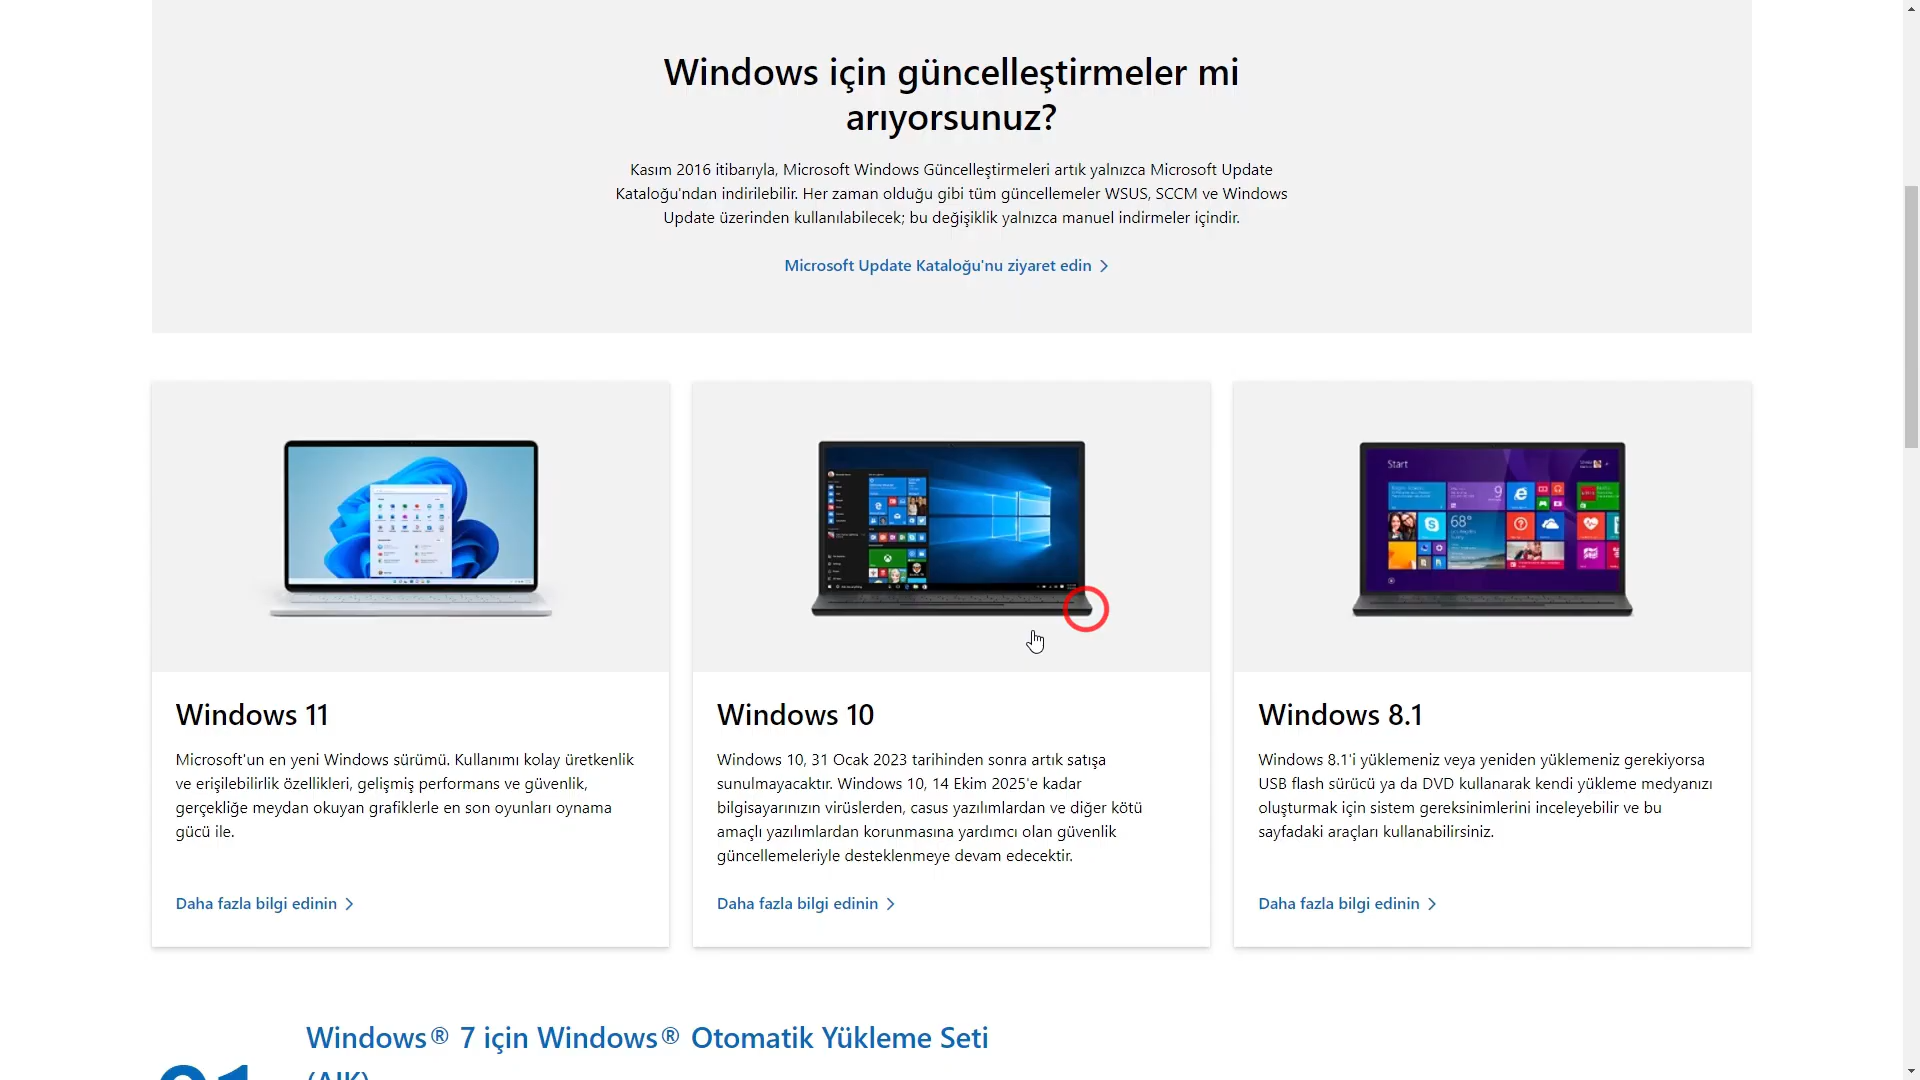 Windows için güncelleştirmeler mi
arıyorsunuz?
Kasım 2016 itibarıyla, Microsoft Windows Güncelleştirmeleri artık yalnızca Microsoft Update
Kataloğu'ndan indirilebilir. Her zaman olduğu gibi tüm güncellemeler WSUS, SCCM ve Windows
Update üzerinden kullanılabilecek; bu değişiklik yalnızca manuel indirmeler içindir.
Microsoft Update Kataloğu'nu ziyaret edin
Start
68°
Windows 11
Microsoft'un en yeni Windows sürümü. Kullanımı kolay üretkenlik
ve erişilebilirlik özellikleri, gelişmiş performans ve güvenlik,
gerçekliğe meydan okuyan grafiklerle en son oyunları oynama
gücü ile.
Daha fazla bilgi edinin
Windows 10
Windows 10, 31 Ocak 2023 tarihinden sonra artık satışa
sunulmayacaktır. Windows 10, 14 Ekim 2025'e kadar
bilgisayarınızın virüslerden, casus yazılımlardan ve diğer kötü
amaçlı yazılımlardan korunmasına yardımcı olan güvenlik
güncellemeleriyle desteklenmeye devam edecektir.
Daha fazla bilgi edinin
Windows 8.1
Windows 8.1'i yüklemeniz veya yeniden yüklemeniz gerekiyorsa
USB flash sürücü ya da DVD kullanarak kendi yükleme medyanızı
oluşturmak için sistem gereksinimlerini inceleyebilir ve bu
sayfadaki araçları kullanabilirsiniz.
Daha fazla bilgi edinin
01
Windows® 7 için Windows® Otomatik Yükleme Seti
(AIK)